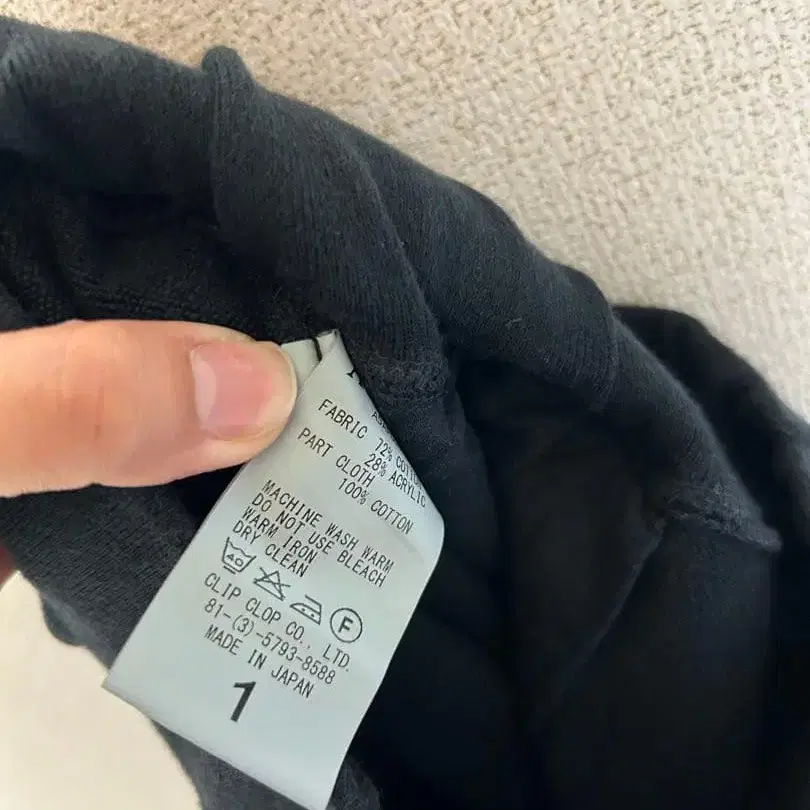 FABRIC 72% COTTON
28% ACRYLIC
PART CLOTH
100% COTTON
MACHINE WASH WARM
DO NOT USE BLEACH
WARM IRON
DRY CLEAN
40 F
CLIP CLOP CO., LTD.
81-(3)-5793-8588
MADE IN JAPAN
1